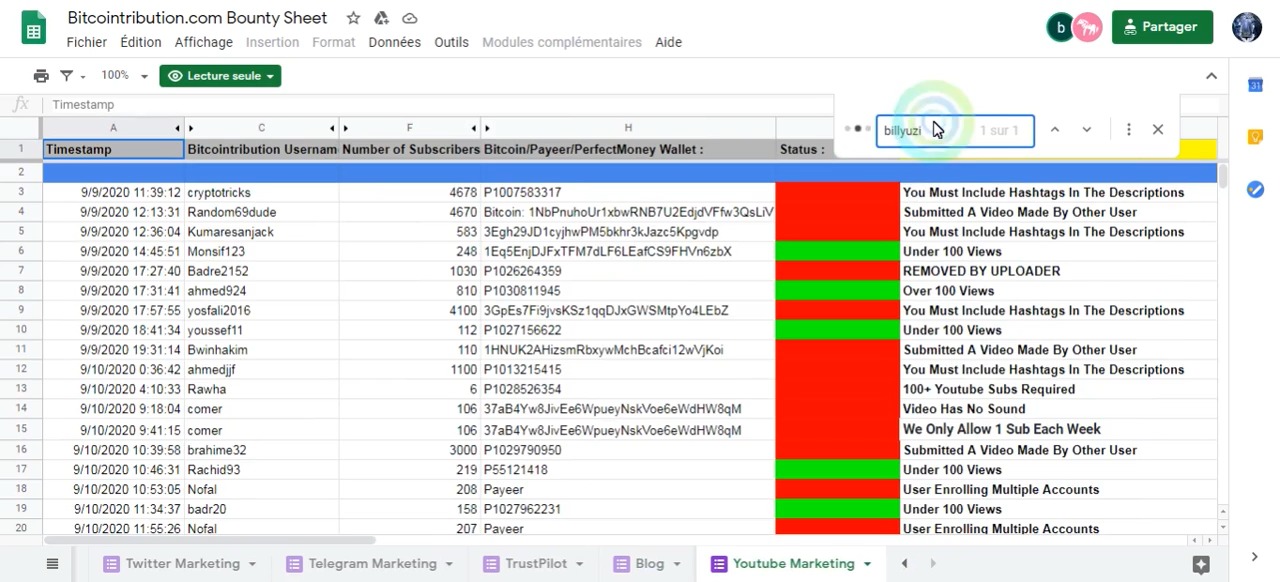 Bitcointribution.com Bounty Sheet
b
Partager
Fichier Édition Affichage Insertion Format Données Outils Modules complémentaires Aide
100% Lecture seule
31
fx Timestamp
billyuzi 1 sur 1
A C F H
1 Timestamp Bitcointribution Usernam Number of Subscribers Bitcoin/Payeer/PerfectMoney Wallet : Status :
2
3 9/9/2020 11:39:12 cryptotricks 4678 P1007583317 You Must Include Hashtags In The Descriptions
4 9/9/2020 12:13:31 Random69dude 4670 Bitcoin: 1NbPnuhoUr1xbwRNB7U2EdjdVFfw3QsLiV Submitted A Video Made By Other User
5 9/9/2020 12:36:04 Kumaresanjack 583 3Egh29JD1cyjhwPM5bkhr3kJazc5Kpgvdp You Must Include Hashtags In The Descriptions
6 9/9/2020 14:45:51 Monsif123 248 1Eq5EnjDJFxTFM7dLF6LEafCS9FHVn6zbX Under 100 Views
7 9/9/2020 17:27:40 Badre2152 1030 P1026264359 REMOVED BY UPLOADER
8 9/9/2020 17:31:41 ahmed924 810 P1030811945 Over 100 Views
9 9/9/2020 17:57:55 yosfali2016 4100 3GpEs7Fi9jvsKSz1qqDJxGWSMtpYo4LEbZ You Must Include Hashtags In The Descriptions
10 9/9/2020 18:41:34 youssef11 112 P1027156622 Under 100 Views
11 9/9/2020 19:31:14 Bwinhakim 110 1HNUK2AHizsmRbxywMchBcafci12wVjKoi Submitted A Video Made By Other User
12 9/10/2020 0:36:42 ahmedjjf 1100 P1013215415 You Must Include Hashtags In The Descriptions
13 9/10/2020 4:10:33 Rawha 6 P1028526354 100+ Youtube Subs Required
14 9/10/2020 9:18:04 comer 106 37aB4Yw8JivEe6WpueyNskVoe6eWdHW8qM Video Has No Sound
15 9/10/2020 9:41:15 comer 106 37aB4Yw8JivEe6WpueyNskVoe6eWdHW8qM We Only Allow 1 Sub Each Week
16 9/10/2020 10:39:58 brahime32 3000 P1029790950 Submitted A Video Made By Other User
17 9/10/2020 10:46:31 Rachid93 219 P55121418 Under 100 Views
18 9/10/2020 10:53:05 Nofal 208 Payeer User Enrolling Multiple Accounts
19 9/10/2020 11:34:37 badr20 158 P1027962231 Under 100 Views
20 9/10/2020 11:55:26 Nofal 207 Payeer User Enrolling Multiple Accounts
Twitter Marketing Telegram Marketing TrustPilot Blog Youtube Marketing